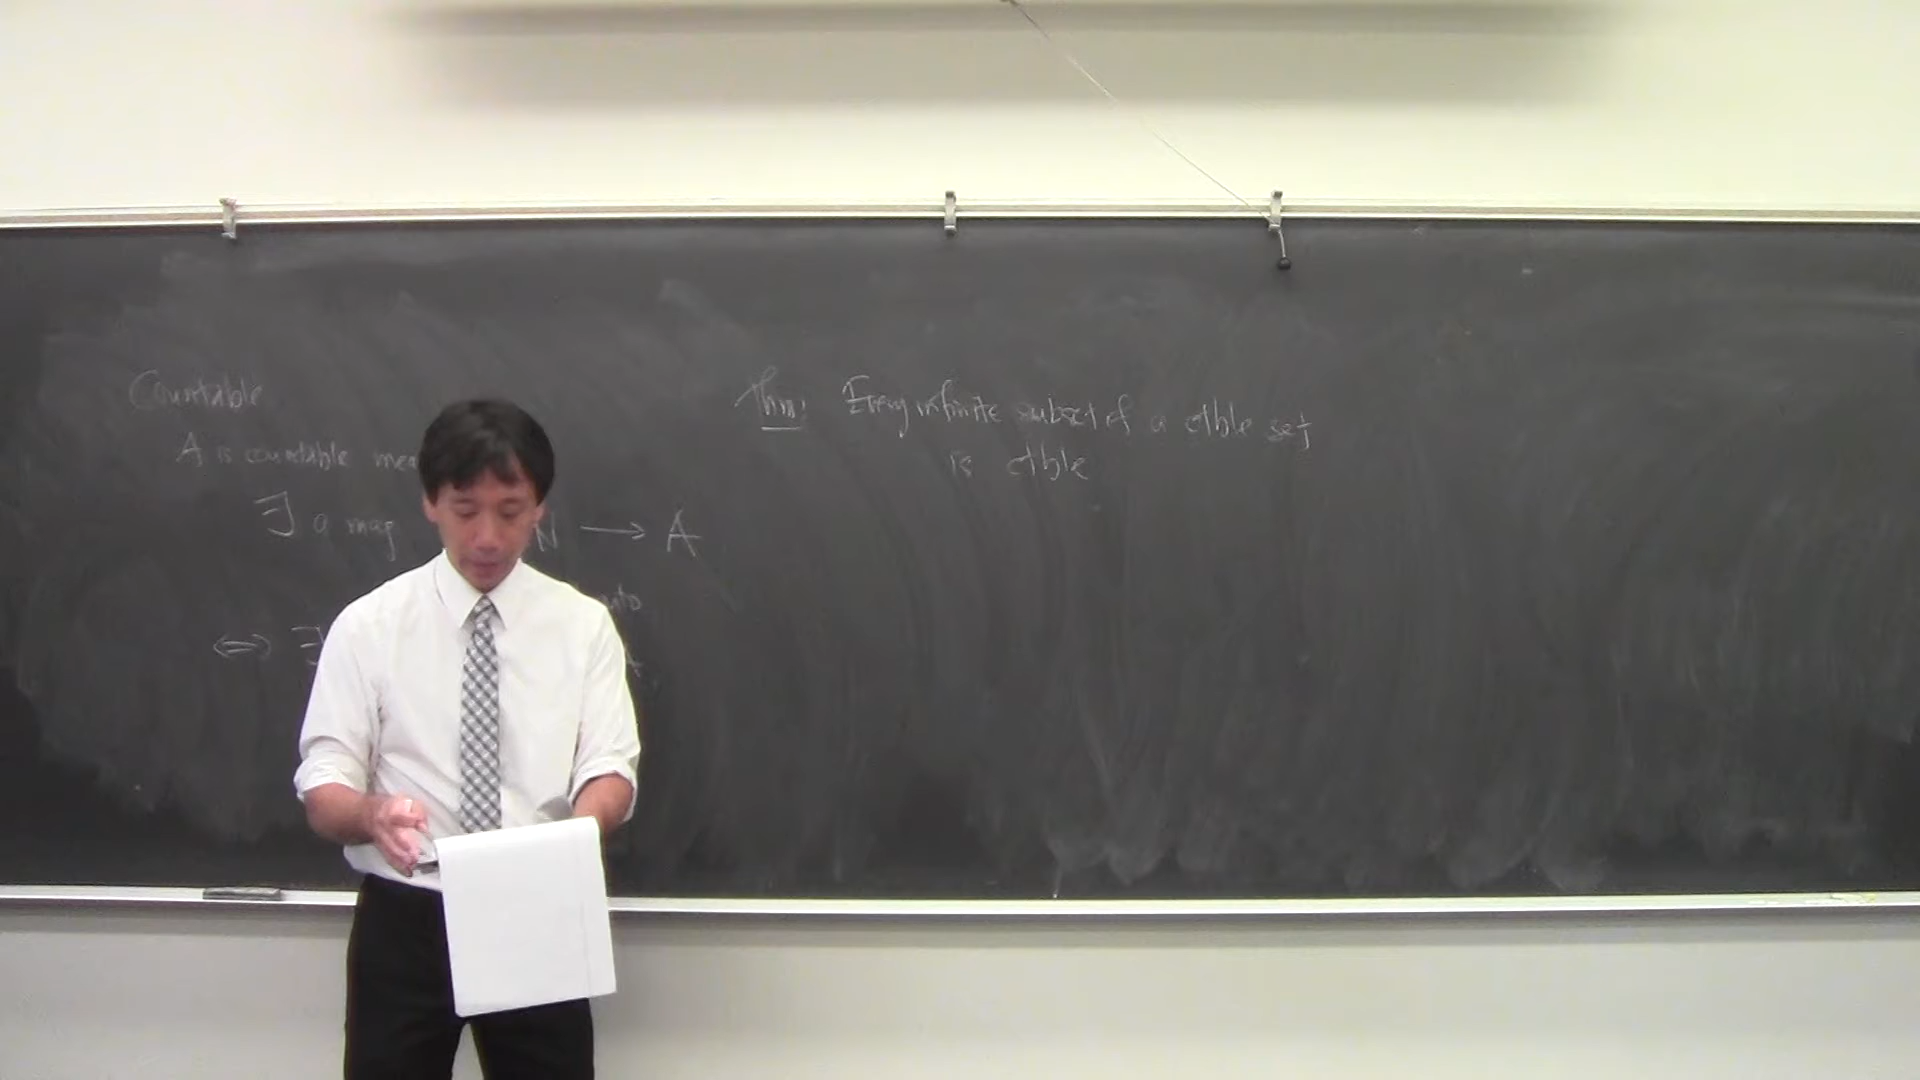 Countable
A is countable mea
∃ a map N → A
onto
⇔ ∃ A
Thm: Every infinite subset of a ctble set
is ctble